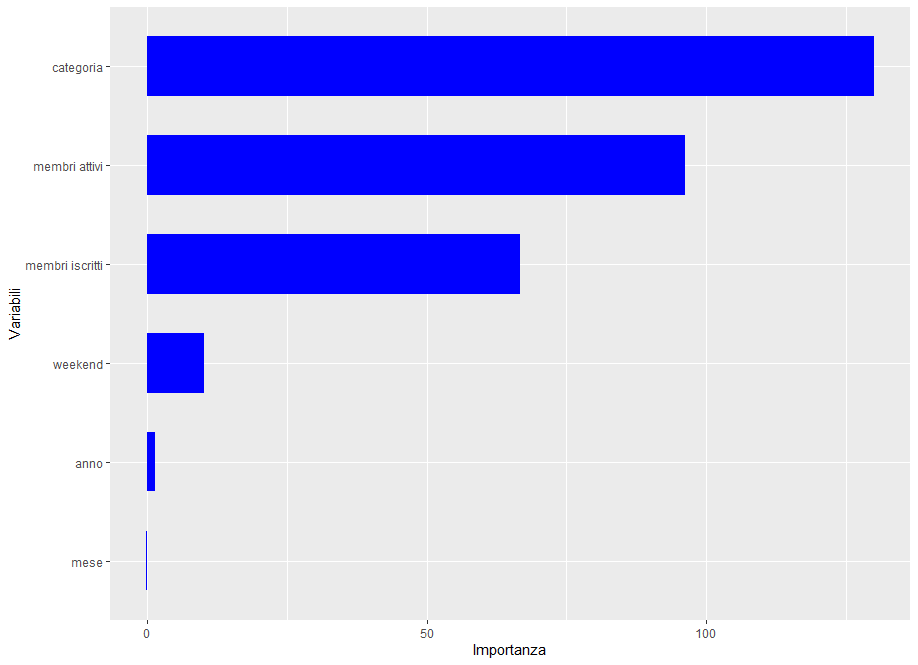 categoria
membri attivi
membri iscritti
weekend
anno
mese
Variabili
0
50
100
Importanza